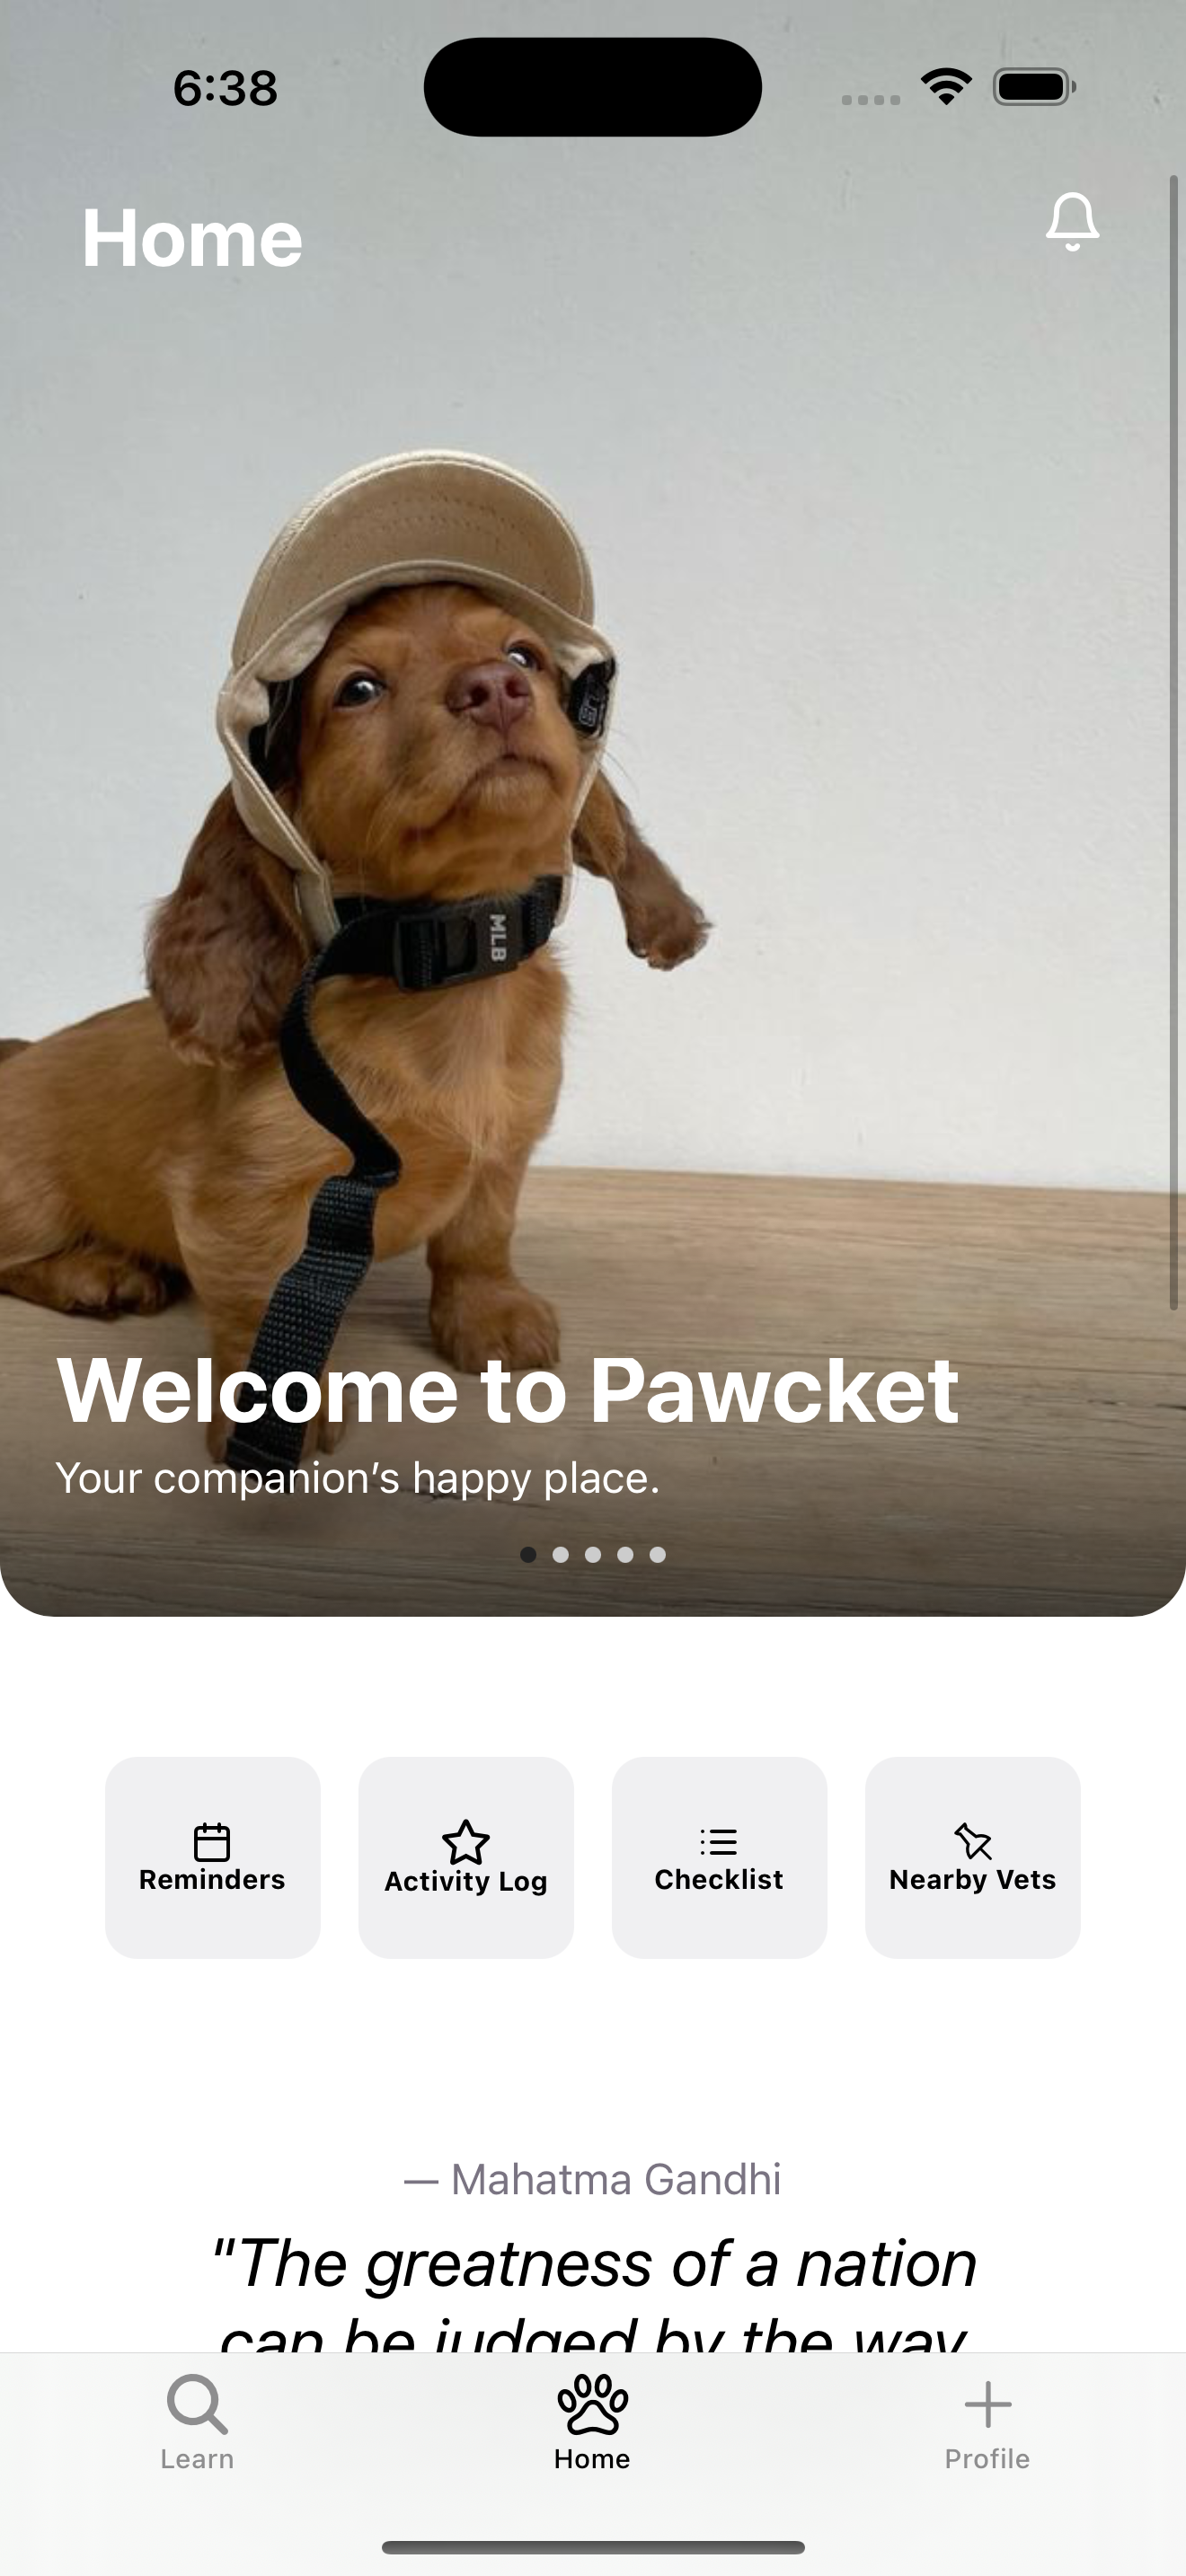 6:38
Home
MLB
Welcome to Pawcket
Your companion’s happy place.
Reminders
Activity Log
Checklist
Nearby Vets
— Mahatma Gandhi
"The greatness of a nation
can be judged by the way
Learn
Home
Profile